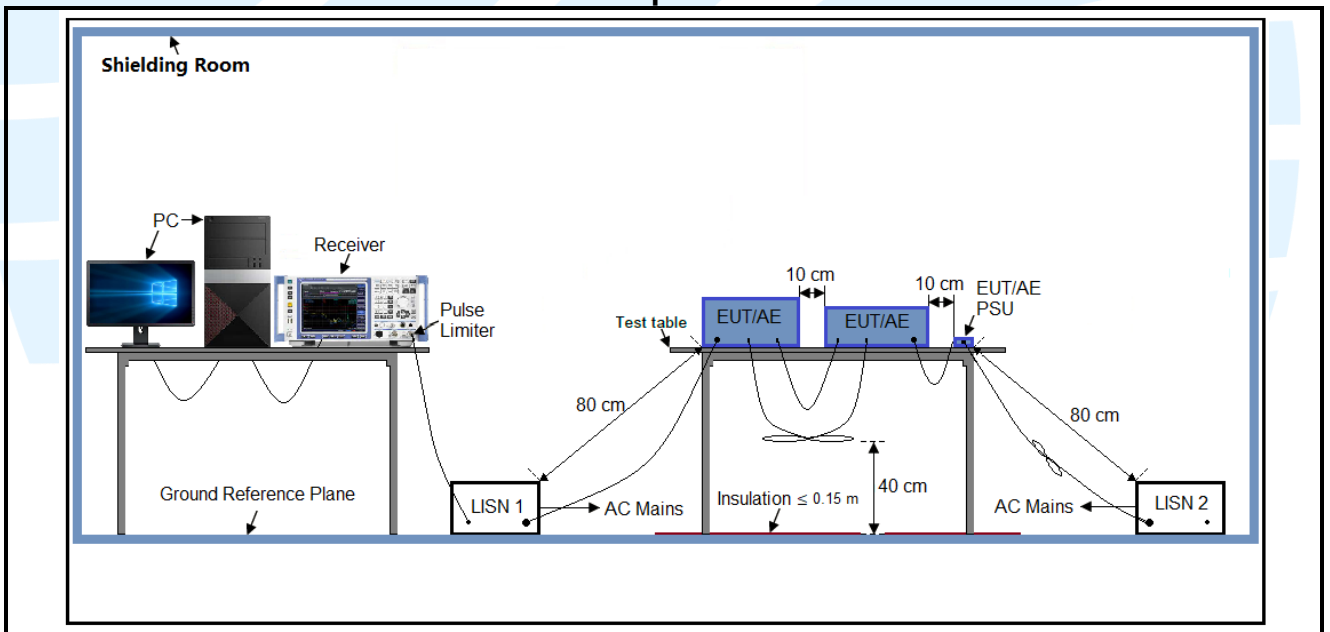 Shielding Room
PC
Receiver
Pulse
Limiter
10 cm
10 cm
EUT/AE
PSU
Test table
EUT/AE
EUT/AE
80 cm
80 cm
40 cm
Ground Reference Plane
LISN 1
AC Mains
Insulation ≤ 0.15 m
AC Mains
LISN 2